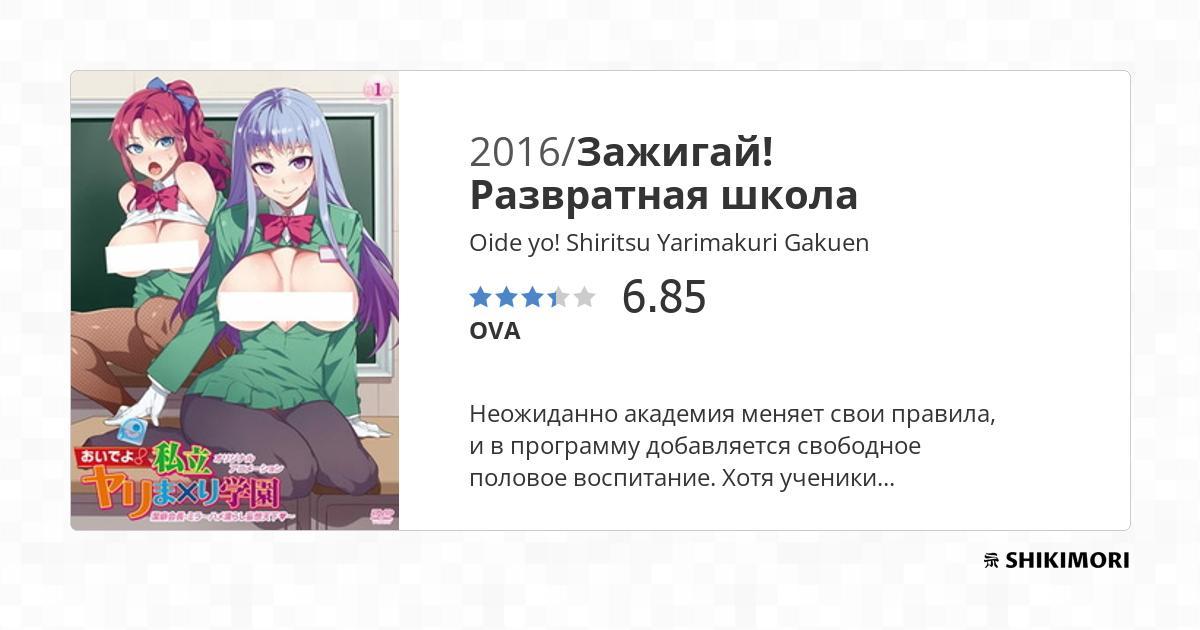 2016/Зажигай!
Развратная школа
Oide yo! Shiritsu Yarimakuri Gakuen
6.85
OVA
Неожиданно академия меняет свои правила,
и в программу добавляется свободное
половое воспитание. Хотя ученики...
1
おいでよ!私立
オリジナル
アニメーション
ヤリま×り学園
SHIKIMORI